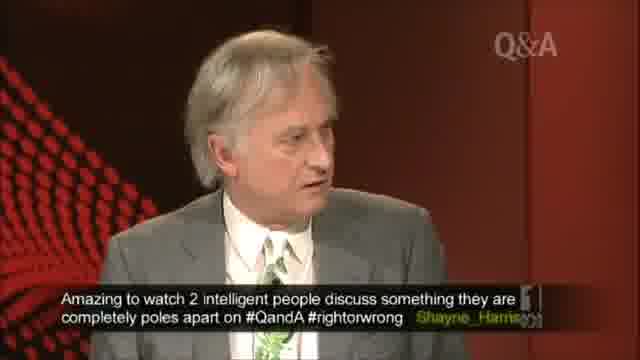 Q&A
Amazing to watch 2 intelligent people discuss something they are
completely poles apart on #QandA #rightorwrong Shayne_Harris